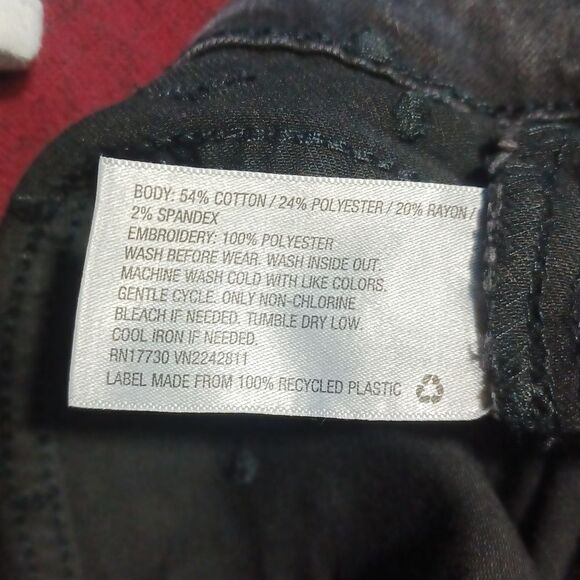 BODY: 54% COTTON / 24% POLYESTER / 20% RAYON /
2% SPANDEX
EMBROIDERY: 100% POLYESTER
WASH BEFORE WEAR. WASH INSIDE OUT.
MACHINE WASH COLD WITH LIKE COLORS.
GENTLE CYCLE. ONLY NON-CHLORINE
BLEACH IF NEEDED. TUMBLE DRY LOW.
COOL IRON IF NEEDED.
RN17730 VN2242811
LABEL MADE FROM 100% RECYCLED PLASTIC